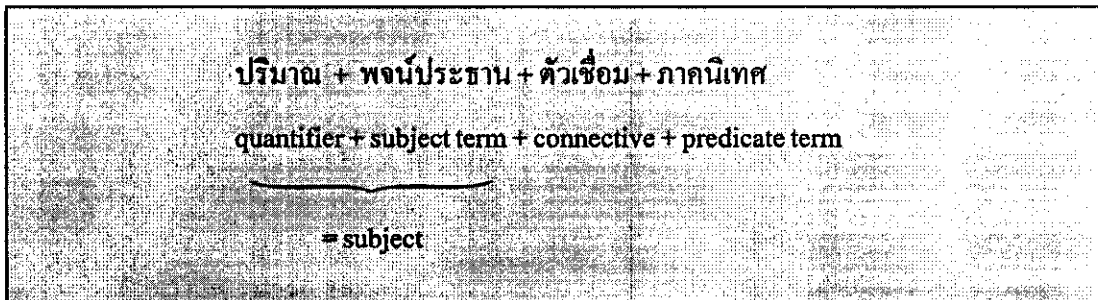 ปริมาณ + พจน์ประธาน + ตัวเชื่อม + ภาคนิเทศ
quantifier + subject term + connective + predicate term
= subject